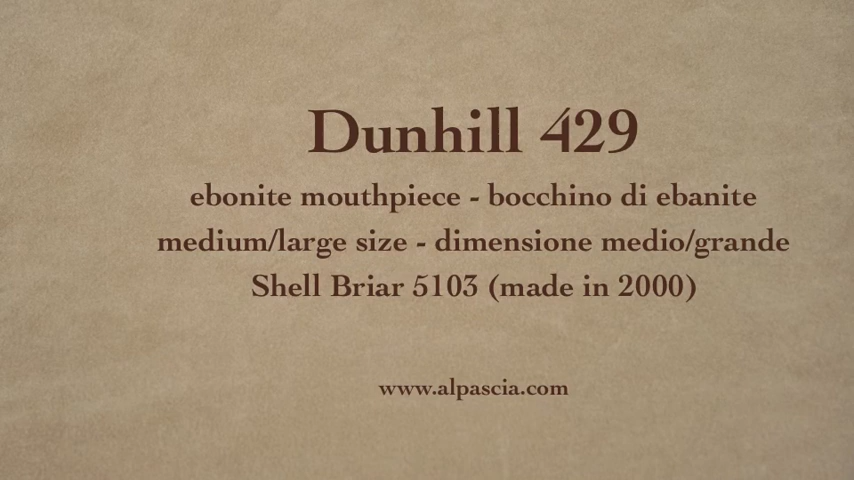 Dunhill 429
ebonite mouthpiece - bocchino di ebanite
medium/large size - dimensione medio/grande
Shell Briar 5103 (made in 2000)
www.alpascia.com